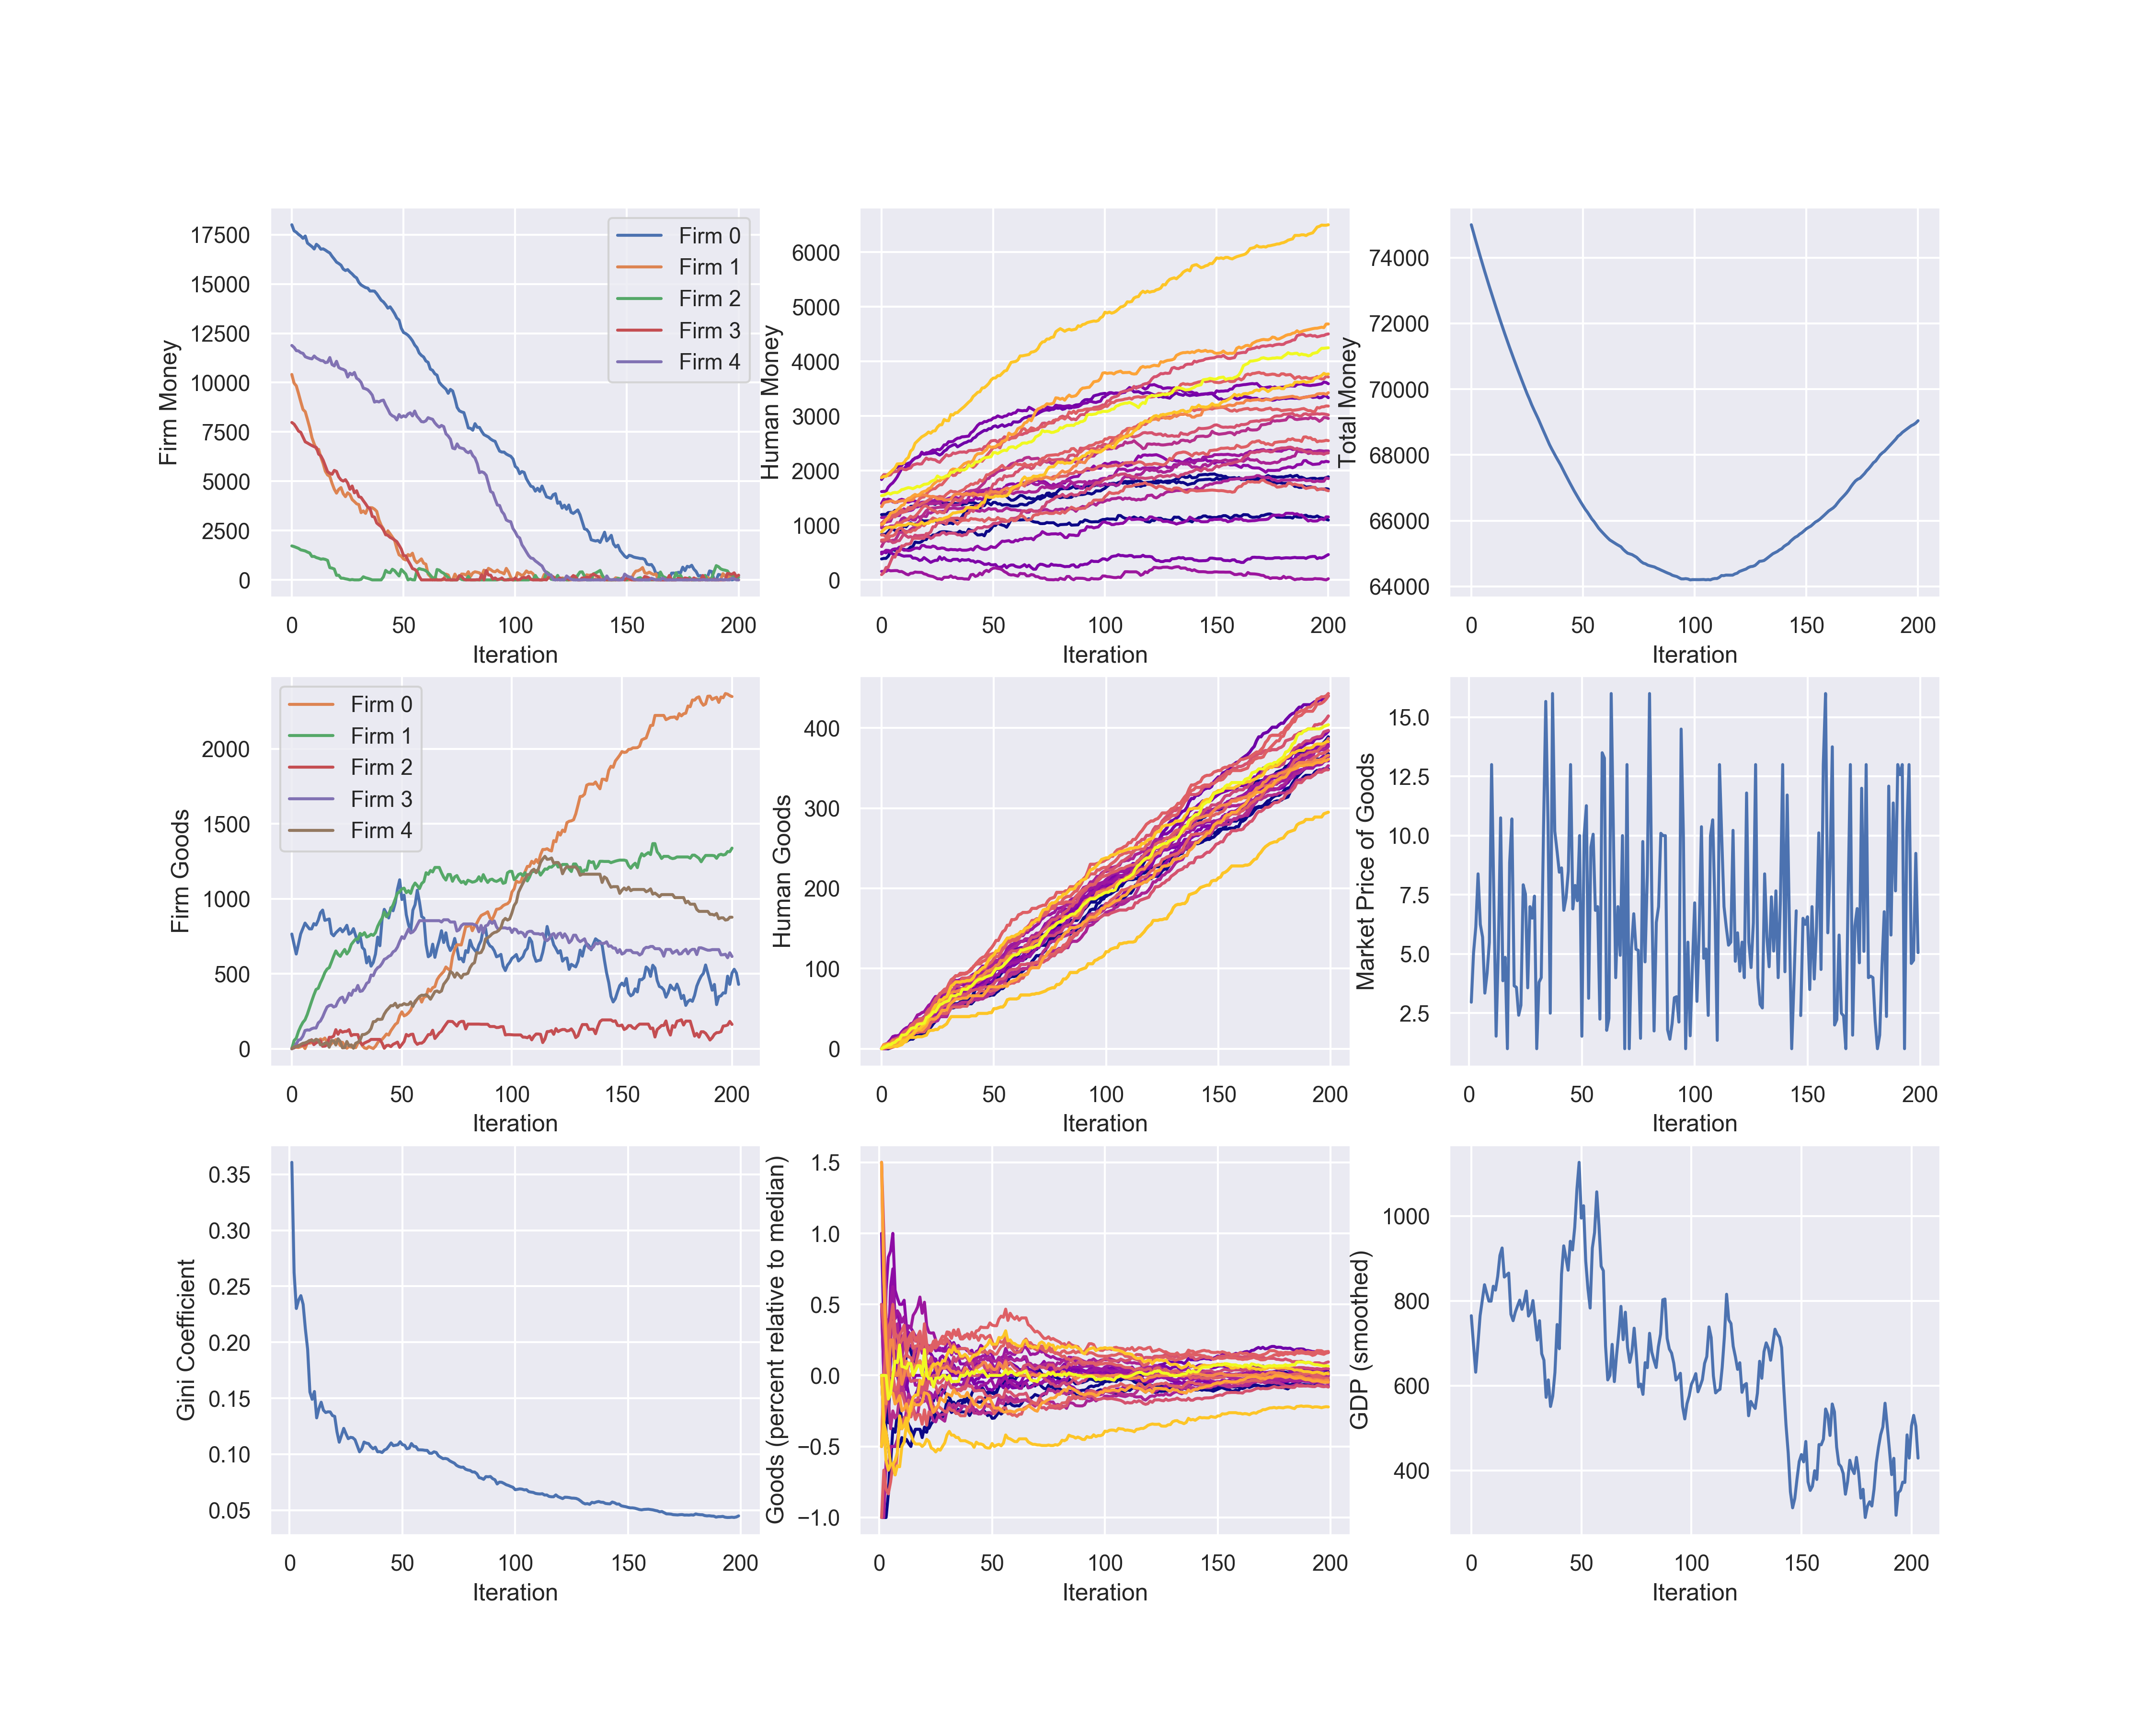 Firm Money
17500
15000
12500
10000
7500
5000
2500
0
Firm 0
Firm 1
Firm 2
Firm 3
Firm 4
0 50 100 150 200
Iteration
Human Money
6000
5000
4000
3000
2000
1000
0
0 50 100 150 200
Iteration
Total Money
74000
72000
70000
68000
66000
64000
0 50 100 150 200
Iteration
Firm Goods
2000
1500
1000
500
0
Firm 0
Firm 1
Firm 2
Firm 3
Firm 4
0 50 100 150 200
Iteration
Human Goods
400
300
200
100
0
0 50 100 150 200
Iteration
Market Price of Goods
15.0
12.5
10.0
7.5
5.0
2.5
0 50 100 150 200
Iteration
Gini Coefficient
0.35
0.30
0.25
0.20
0.15
0.10
0.05
0 50 100 150 200
Iteration
Goods (percent relative to median)
1.5
1.0
0.5
0.0
−0.5
−1.0
0 50 100 150 200
Iteration
GDP (smoothed)
1000
800
600
400
0 50 100 150 200
Iteration